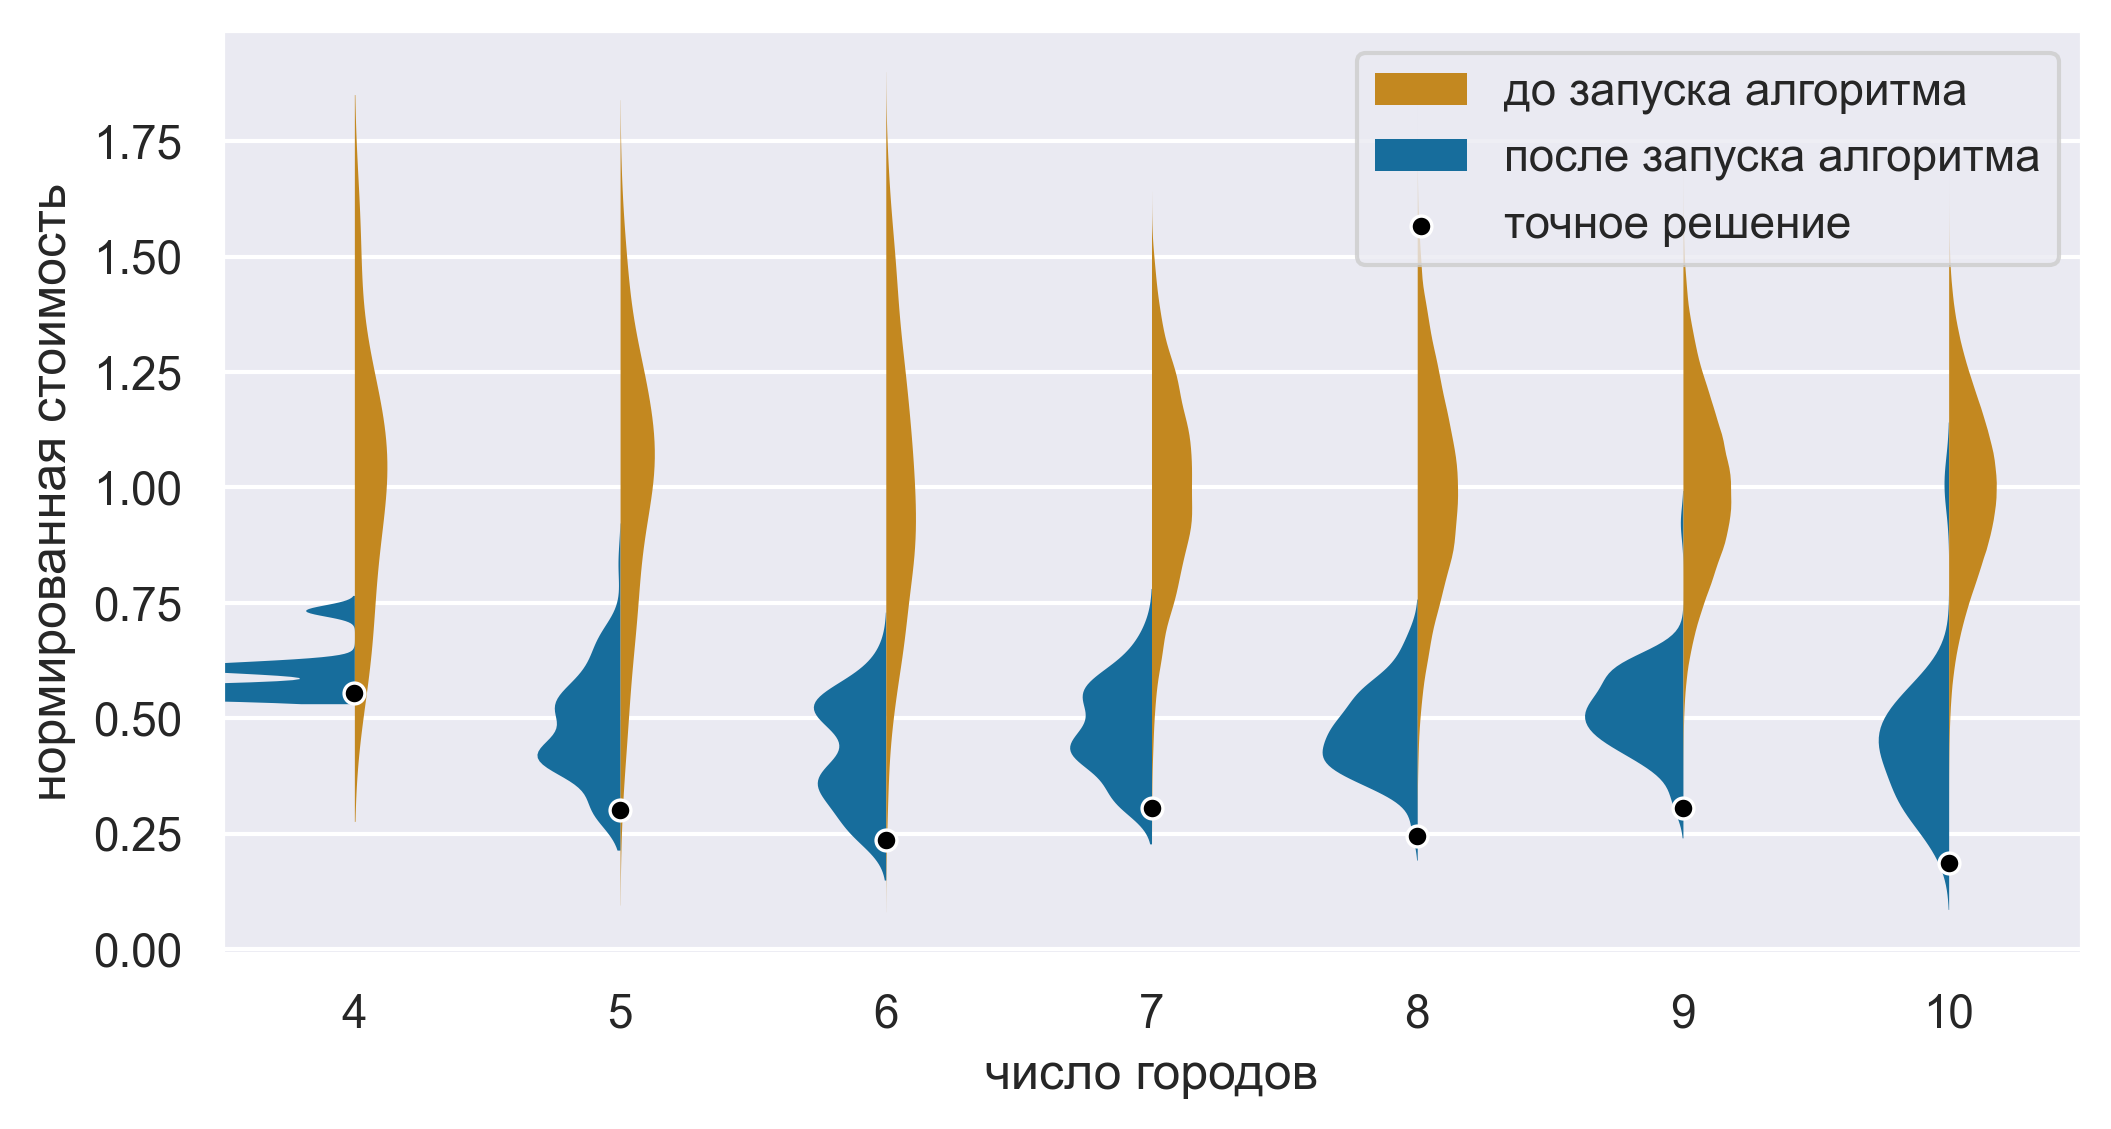 до запуска алгоритма
после запуска алгоритма
точное решение
нормированная стоимость
1.75
1.50
1.25
1.00
0.75
0.50
0.25
0.00
4 5 6 7 8 9 10
число городов